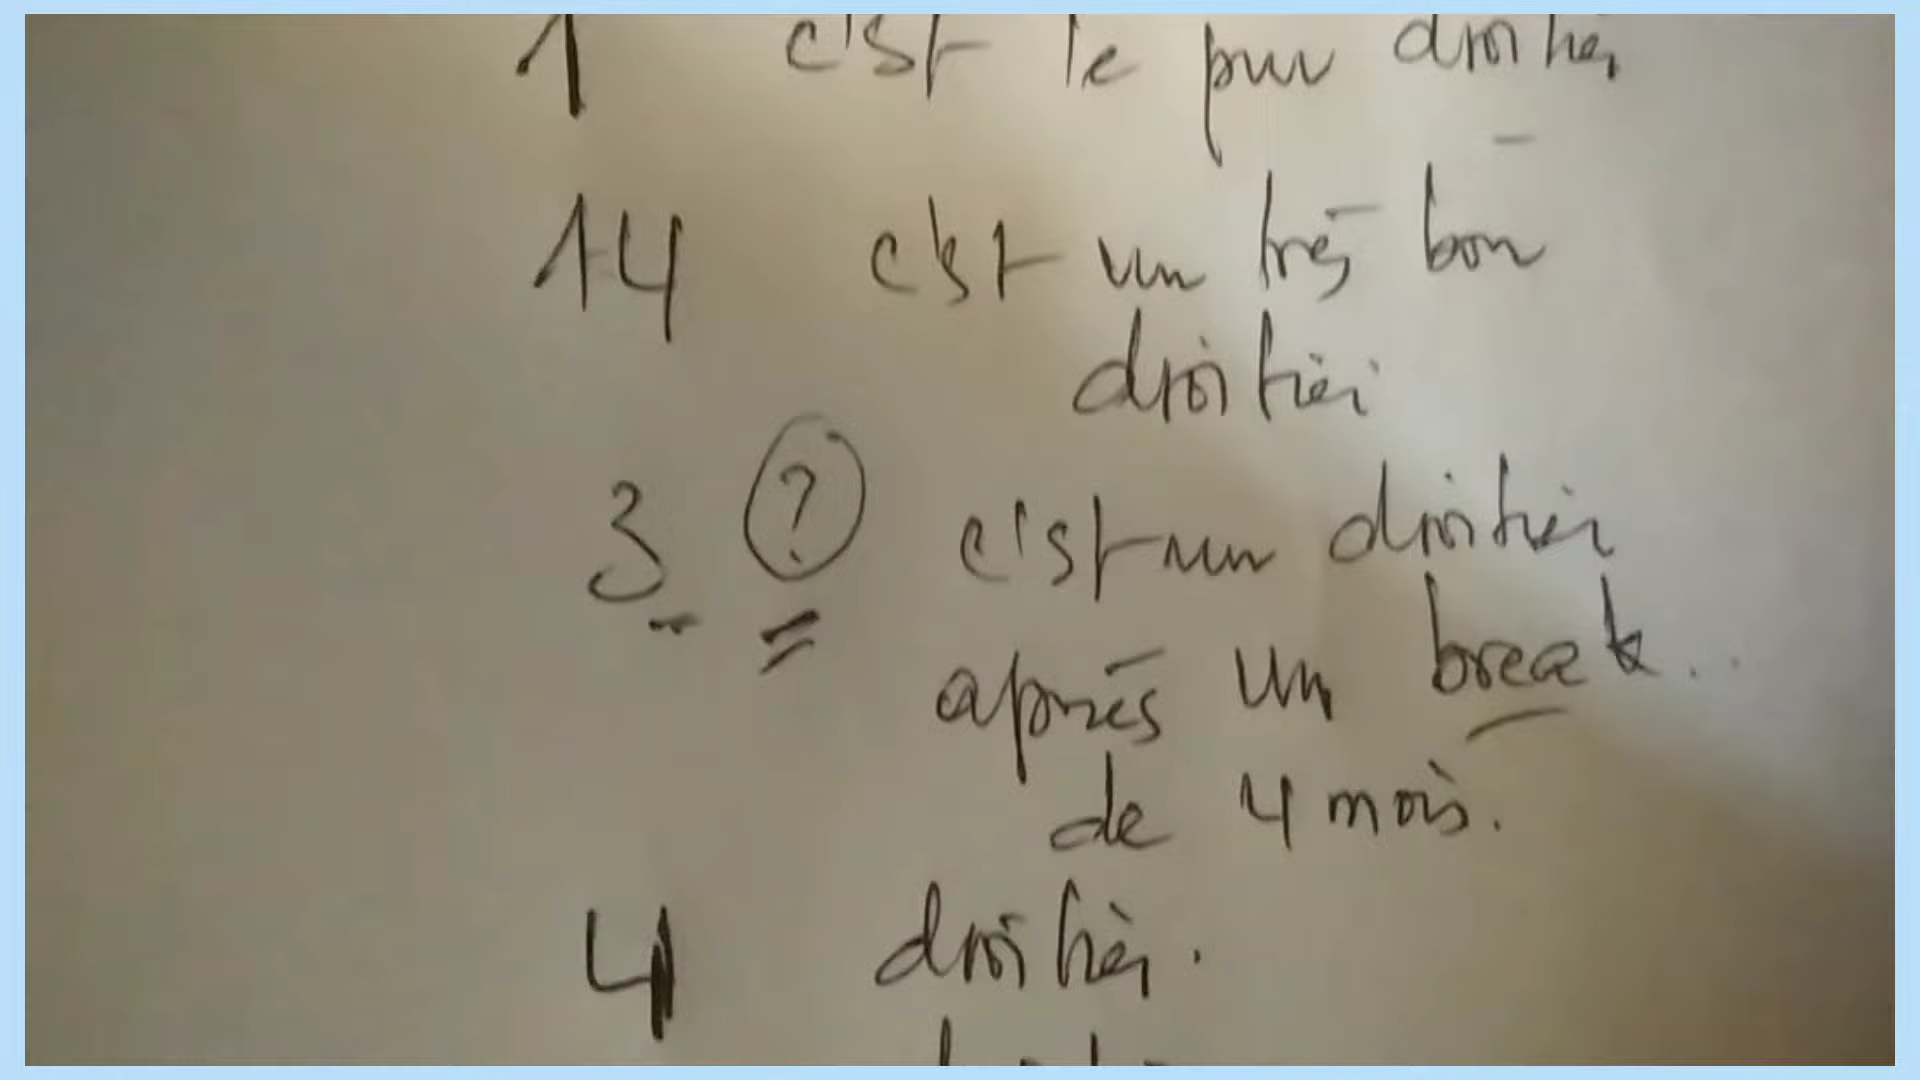 1 c'est le pur droitier
14 c'est un très bon
droitier
3 ? c'est un droitier
après un break..
de 4 mois.
4 droitier.